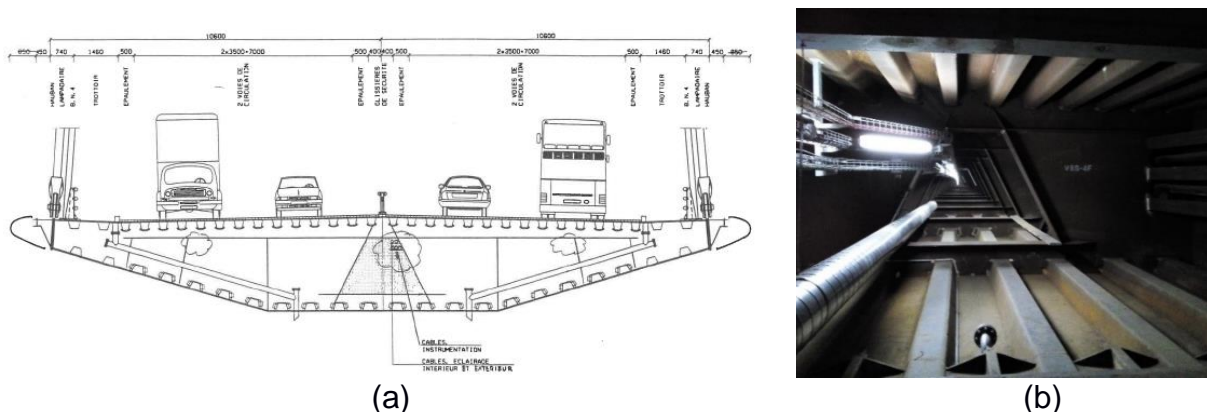 10600 10600
850 450 740 1460 500 2x3500=7000 500 400 400 500 2x3500=7000 500 1460 740 450 850
HAUBAN
LAMPADAIRE
B.N.4
TROTTOIR
EPAULEMENT
2 VOIES DE
CIRCULATION
EPAULEMENT
GLISSIERES
DE SECURITE
EPAULEMENT
2 VOIES DE
CIRCULATION
EPAULEMENT
TROTTOIR
B.N.4
LAMPADAIRE
HAUBAN
CABLES,
INSTRUMENTATION
CABLES, ECLAIRAGE
INTERIEUR ET EXTERIEUR
(a) (b)